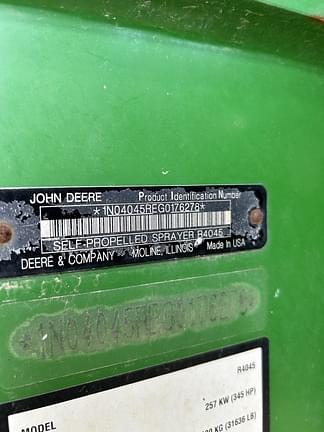 JOHN DEERE Product Identification Number
*1N04045REG0176278*
SELF-PROPELLED SPRAYER R4045
DEERE & COMPANY MOLINE, ILLINOIS Made In USA
R4045
257 KW (345 HP)
MODEL
KG (31636 LB)